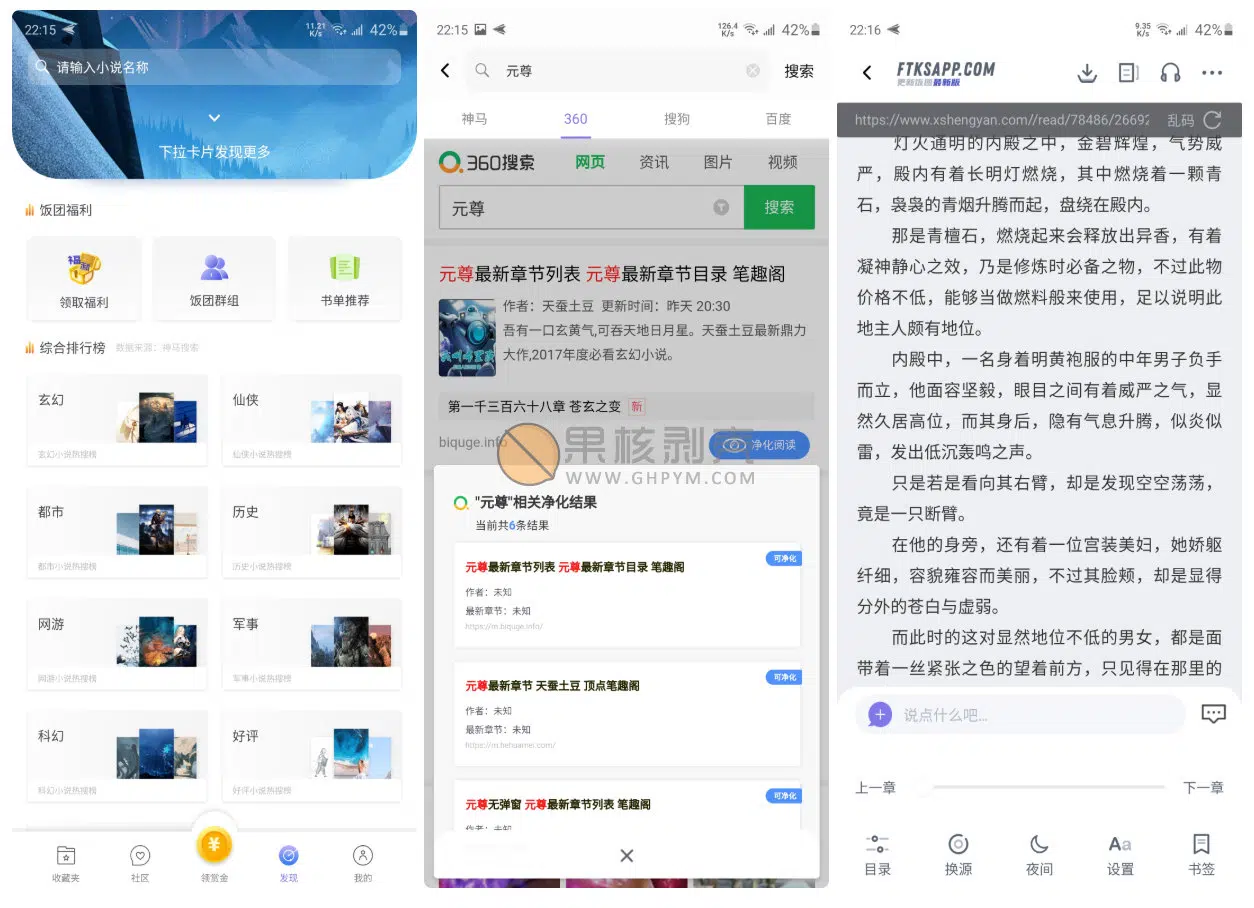 22:15
11.21
K/s
42%
请输入小说名称
下拉卡片发现更多
饭团福利
福利
领取福利
饭团群组
书单推荐
综合排行榜 数据来源：神马搜索
玄幻
玄幻小说热搜榜
仙侠
仙侠小说热搜榜
都市
都市小说热搜榜
历史
历史小说热搜榜
网游
网游小说热搜榜
军事
军事小说热搜榜
科幻
科幻小说热搜榜
好评
好评小说热搜榜
收藏夹
社区
¥
领赏金
发现
我的
22:15
126.4
K/s
42%
元尊
搜索
神马 360 搜狗 百度
360搜索 网页 资讯 图片 视频
元尊
搜索
元尊最新章节列表 元尊最新章节目录 笔趣阁
作者：天蚕土豆 更新时间：昨天 20:30
吾有一口玄黄气,可吞天地日月星。天蚕土豆最新鼎力
大作,2017年度必看玄幻小说。
第一千三百六十八章 苍玄之变 新
biquge.info
净化阅读
果核剥壳
WWW.GHPYM.COM
"元尊"相关净化结果
当前共6条结果
可净化
元尊最新章节列表 元尊最新章节目录 笔趣阁
作者：未知
最新章节：未知
https://m.biquge.info/
可净化
元尊最新章节 天蚕土豆 顶点笔趣阁
作者：未知
最新章节：未知
https://m.hehuamei.com/
可净化
元尊无弹窗 元尊最新章节列表 笔趣阁
作者：未知
22:16
9.35
K/s
42%
FTKSAPP.COM
更新饭团最新版
https://www.xshengyan.com//read/78486/26692
乱码
灯火通明的内殿之中，金碧辉煌，气势威
严，殿内有着长明灯燃烧，其中燃烧着一颗青
石，袅袅的青烟升腾而起，盘绕在殿内。
那是青檀石，燃烧起来会释放出异香，有着
凝神静心之效，乃是修炼时必备之物，不过此物
价格不低，能够当做燃料般来使用，足以说明此
地主人颇有地位。
内殿中，一名身着明黄袍服的中年男子负手
而立，他面容坚毅，眼目之间有着威严之气，显
然久居高位，而其身后，隐有气息升腾，似炎似
雷，发出低沉轰鸣之声。
只是若是看向其右臂，却是发现空空荡荡，
竟是一只断臂。
在他的身旁，还有着一位宫装美妇，她娇躯
纤细，容貌雍容而美丽，不过其脸颊，却是显得
分外的苍白与虚弱。
而此时的这对显然地位不低的男女，都是面
带着一丝紧张之色的望着前方，只见得在那里的
说点什么吧...
上一章
下一章
目录
换源
夜间
Aa
设置
书签